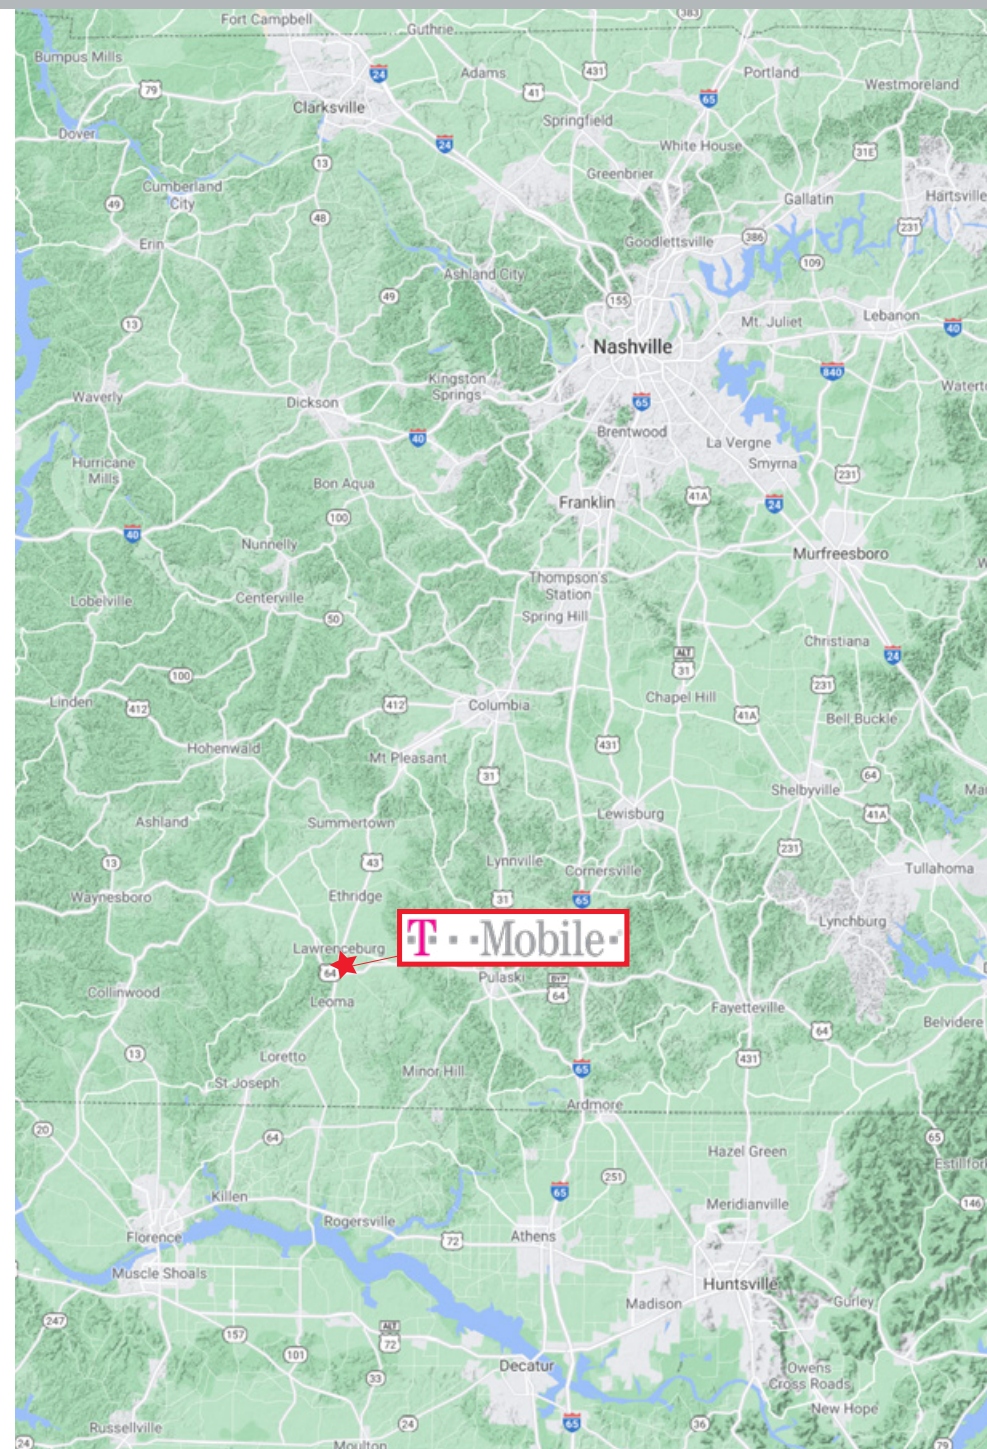 383
Fort Campbell
Guthrie
Bumpus Mills
24
Adams
431
Portland
79
41
65
Westmoreland
Clarksville
Springfield
Dover
24
White House
31E
13
Greenbrier
Cumberland
City
Gallatin
Hartsville
49
48
231
Erin
Goodlettsville
386
Ashland City
109
49
155
13
Mt. Juliet
Lebanon
40
Nashville
840
Kingston
Springs
Waverly
Dickson
65
40
Brentwood
La Vergne
Smyrna
Hurricane
Mills
231
Bon Aqua
41A
24
Franklin
100
40
Nunnelly
Murfreesboro
Thompson's
Station
Lobelville
Centerville
50
Spring Hill
Christiana
24
ALT
31
100
231
Linden
412
412
Columbia
Chapel Hill
41A
Bell Buckle
Hohenwald
431
Mt Pleasant
31
64
Shelbyville
Ashland
Summertown
Lewisburg
41A
231
13
43
Lynnville
Cornersville
Tullahoma
Waynesboro
Ethridge
31
65
Lynchburg
T Mobile
Lawrenceburg
64
Pulaski
BYP
64
Collinwood
Leoma
Fayetteville
64
Belvidere
13
Loretto
431
Minor Hill
65
St Joseph
Ardmore
20
64
65
Hazel Green
251
65
146
Killen
Meridianville
Rogersville
Florence
72
Athens
Muscle Shoals
Huntsville
Madison
Gurley
247
157
ALT
72
101
Decatur
33
Owens
Cross Roads
New Hope
24
65
36
Russellville
24
Moulton
79